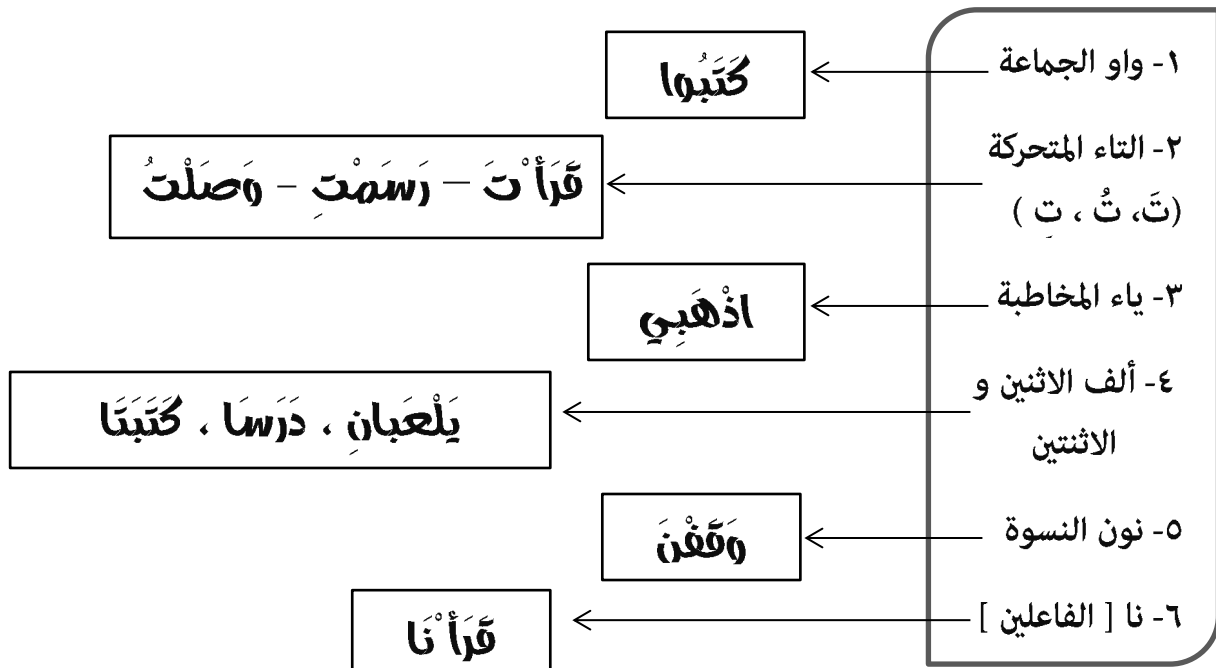 ١- واو الجماعة
كَتَبُوا
٢- التاء المتحركة
(تَ، تُ ، تِ )
قَرَأْتَ – رَسَمْتِ – وَصَلْتُ
٣- ياء المخاطبة
اذْهَبِي
٤- ألف الاثنين و
الاثنتين
يَلْعَبانِ ، دَرَسَا ، كَتَبَتَا
٥- نون النسوة
وَقَفْنَ
٦- نا [ الفاعلين ]
قَرَأْنَا